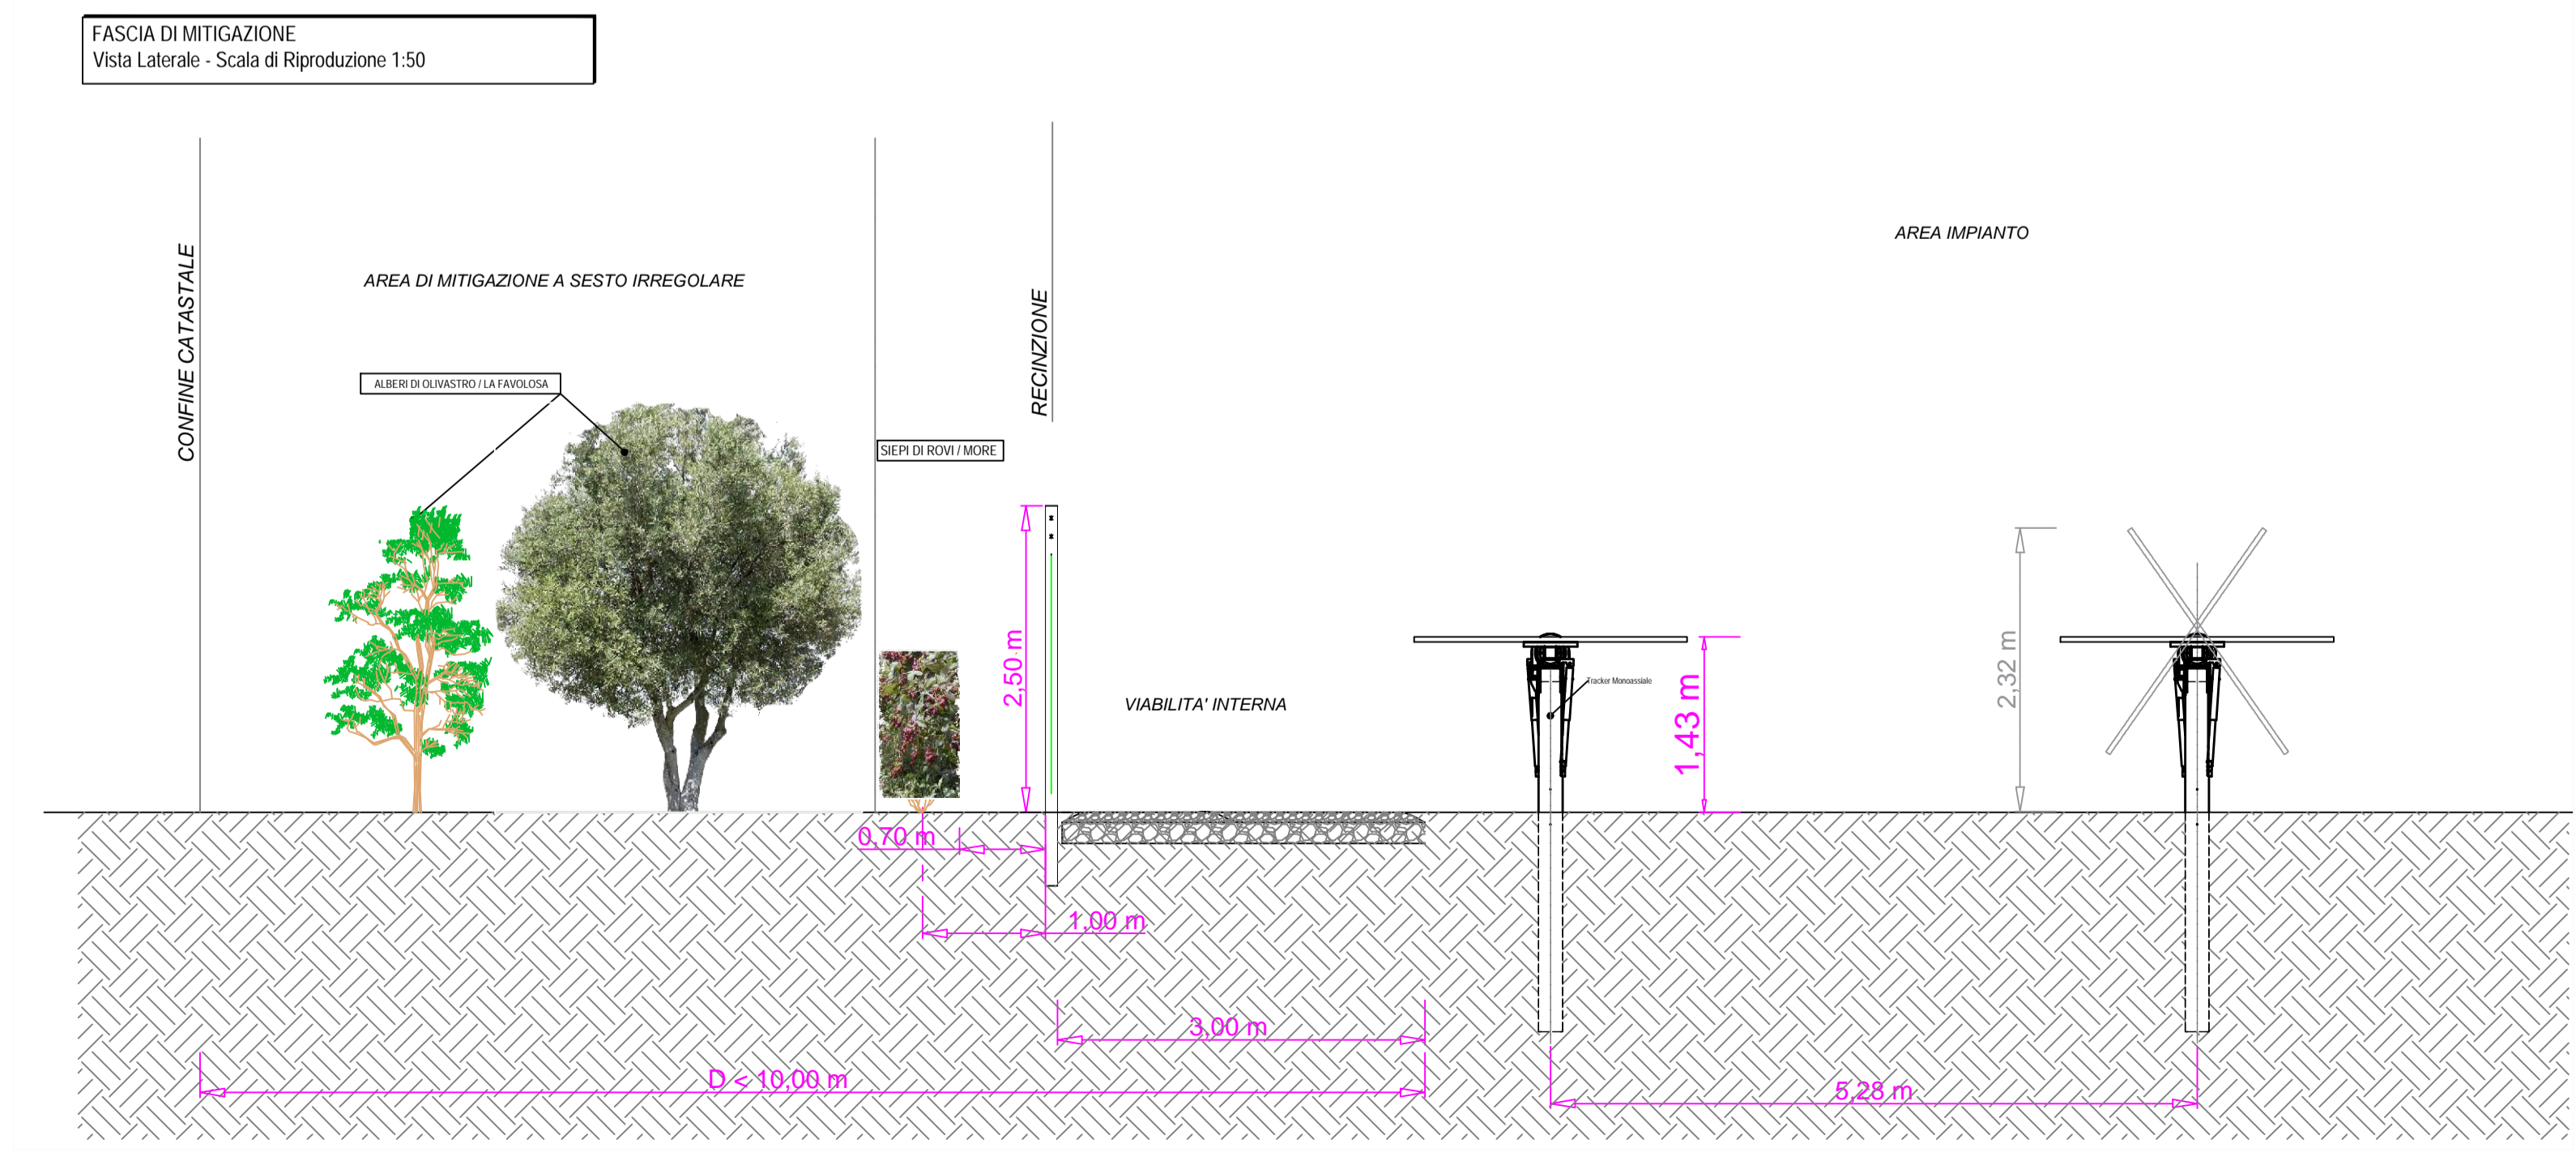 FASCIA DI MITIGAZIONE
Vista Laterale - Scala di Riproduzione 1:50
CONFINE CATASTALE
AREA DI MITIGAZIONE A SESTO IRREGOLARE
ALBERI DI OLIVASTRO / LA FAVOLOSA
SIEPI DI ROVI / MORE
RECINZIONE
AREA IMPIANTO
2,50 m
VIABILITA' INTERNA
Tracker Monoassiale
1,43 m
2,32 m
0,70 m
1,00 m
3,00 m
D < 10,00 m
5,28 m